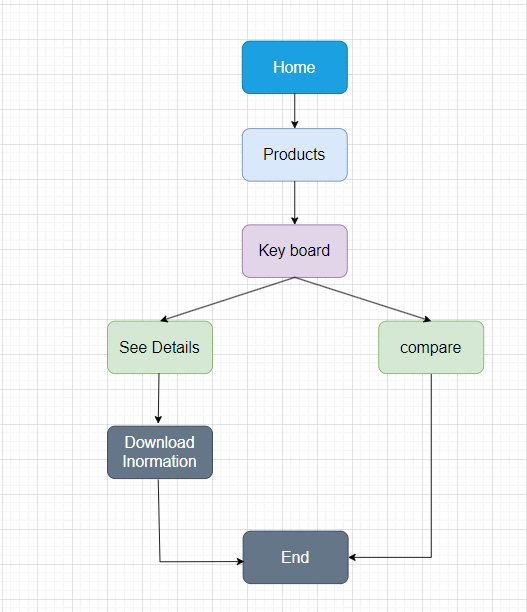 Home
Products
Key board
See Details
compare
Download
Inormation
End